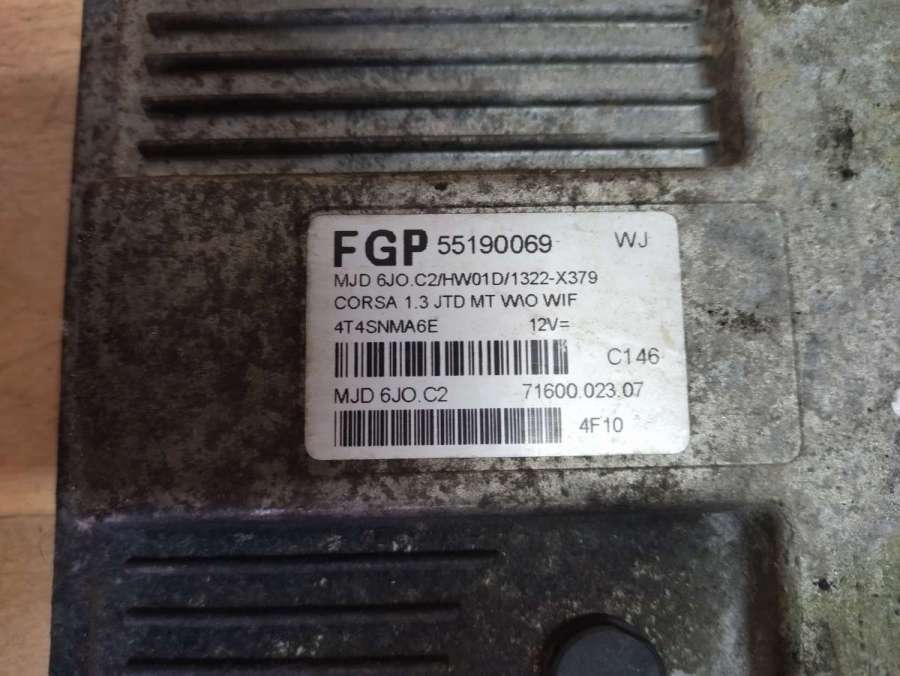 FGP 55190069 WJ
MJD 6JO.C2/HW01D/1322-X379
CORSA 1.3 JTD MT W\O WIF
4T4SNMA6E 12V=
C146
MJD 6JO.C2 71600.023.07
4F10